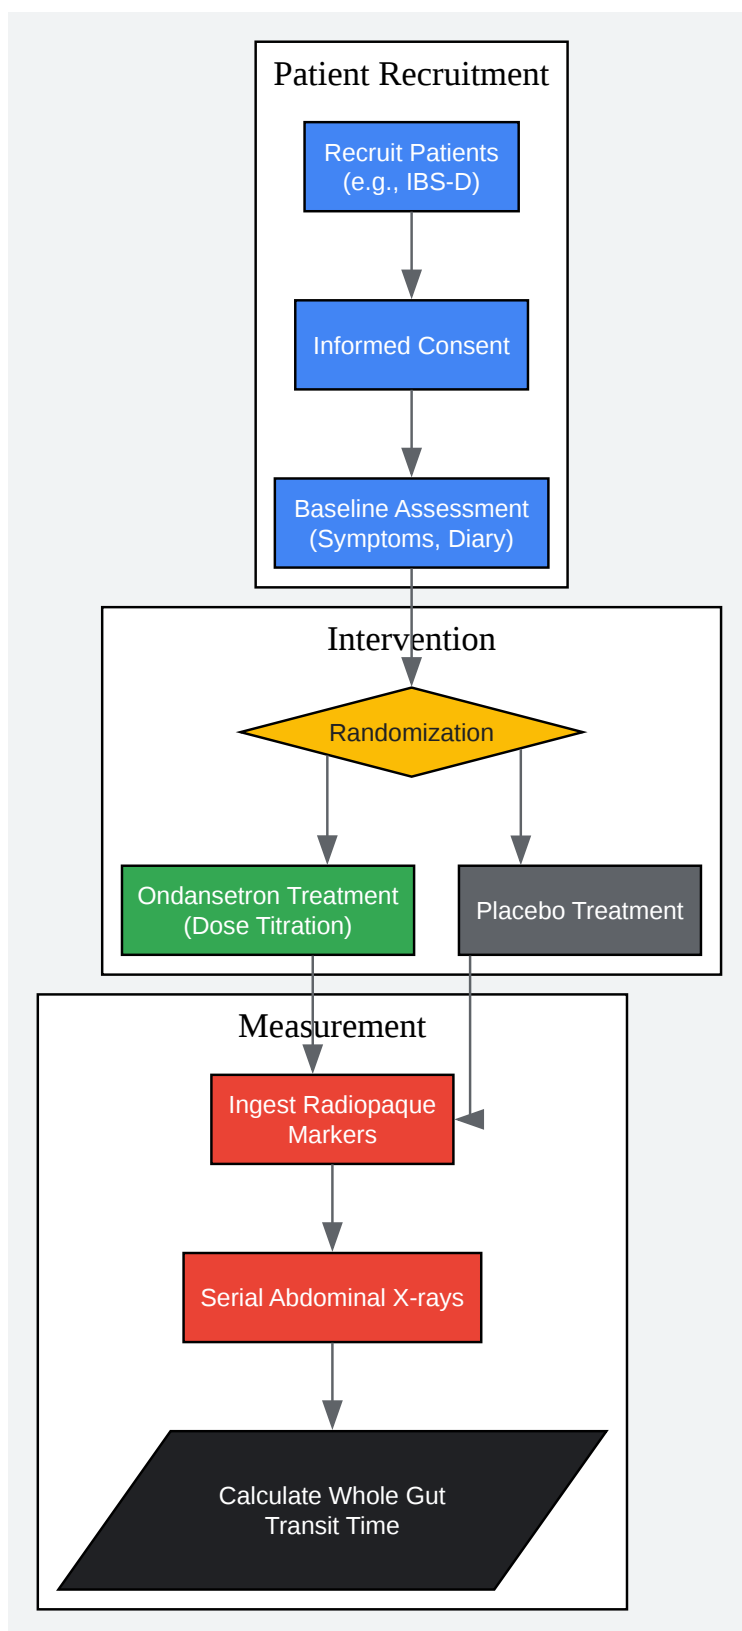 Patient Recruitment
Recruit Patients
(e.g., IBS-D)
Informed Consent
Baseline Assessment
(Symptoms, Diary)
Intervention
Randomization
Ondansetron Treatment
(Dose Titration)
Placebo Treatment
Measurement
Ingest Radiopaque
Markers
Serial Abdominal X-rays
Calculate Whole Gut
Transit Time